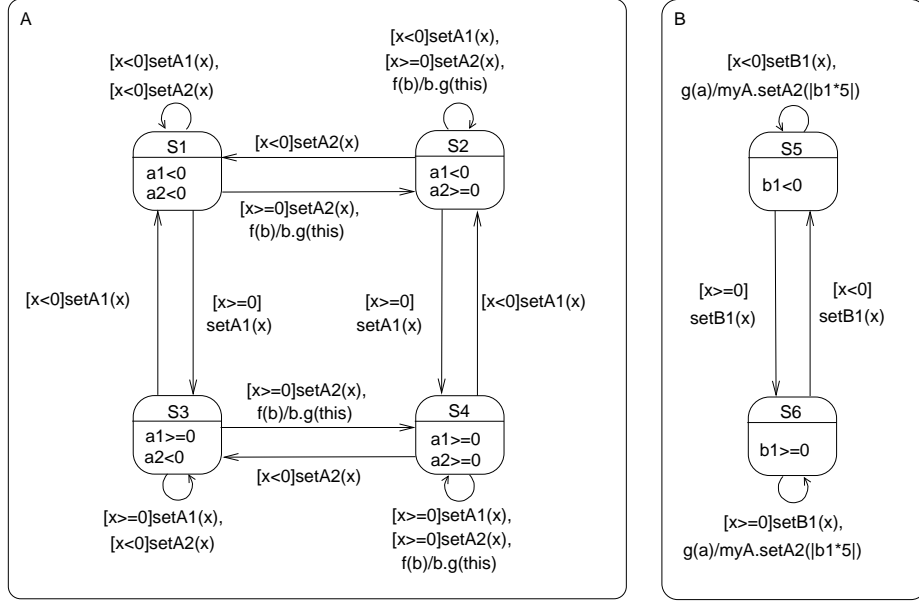 A
[x<0]setA1(x),
[x<0]setA2(x)
[x<0]setA1(x),
[x>=0]setA2(x),
f(b)/b.g(this)
S1
a1<0
a2<0
[x<0]setA2(x)
[x>=0]setA2(x),
f(b)/b.g(this)
S2
a1<0
a2>=0
[x<0]setA1(x)
[x>=0]
setA1(x)
[x>=0]
setA1(x)
[x<0]setA1(x)
S3
a1>=0
a2<0
[x>=0]setA2(x),
f(b)/b.g(this)
[x<0]setA2(x)
S4
a1>=0
a2>=0
[x>=0]setA1(x),
[x<0]setA2(x)
[x>=0]setA1(x),
[x>=0]setA2(x),
f(b)/b.g(this)
B
[x<0]setB1(x),
g(a)/myA.setA2(|b1*5|)
S5
b1<0
[x>=0]
setB1(x)
[x<0]
setB1(x)
S6
b1>=0
[x>=0]setB1(x),
g(a)/myA.setA2(|b1*5|)